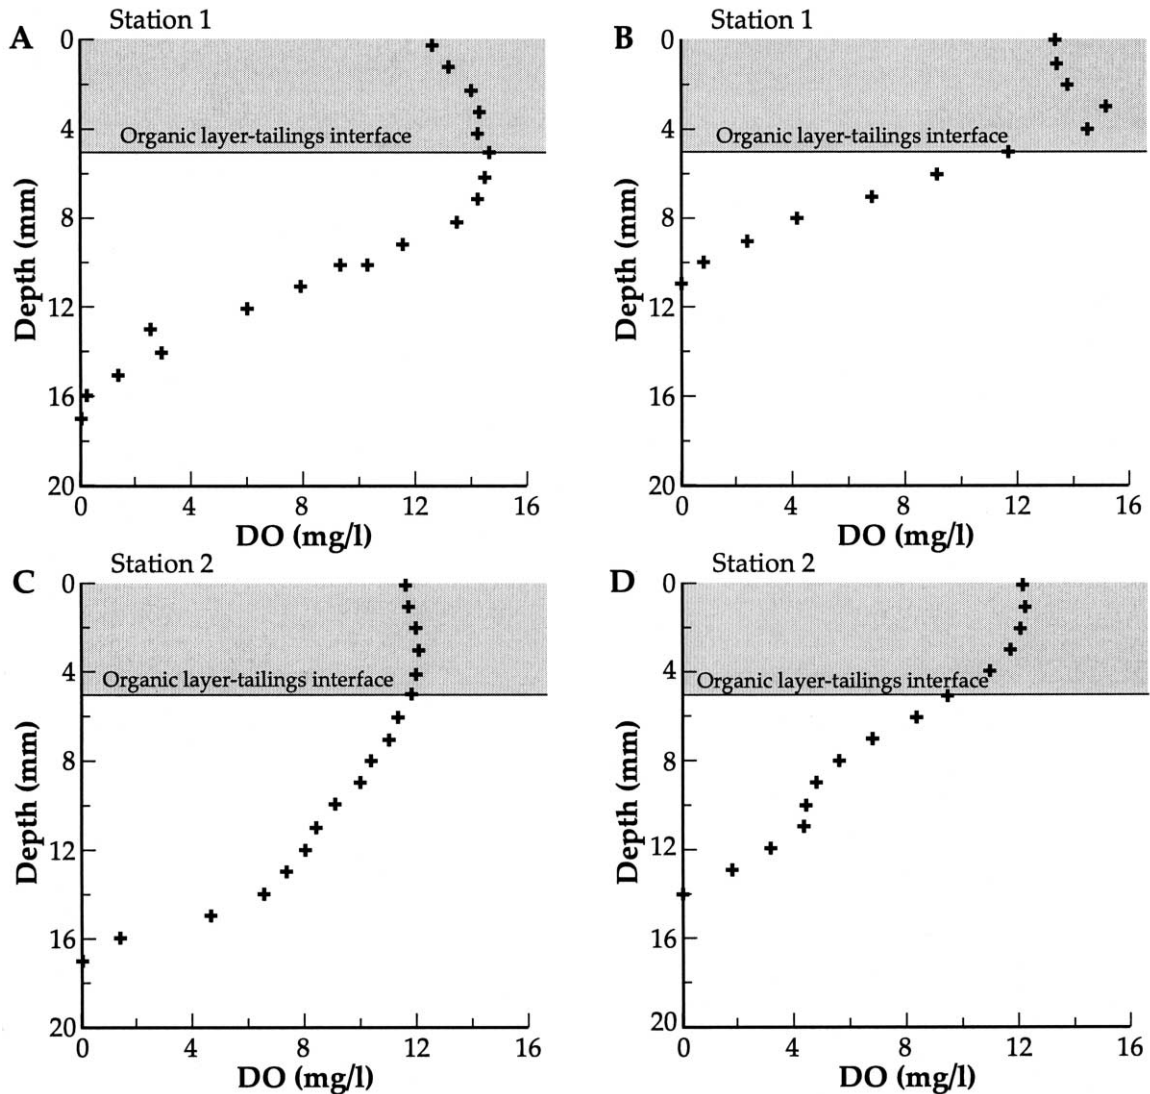 A
Station 1
0
4
Organic layer-tailings interface
8
12
16
20
Depth (mm)
0 4 8 12 16
DO (mg/l)
B
Station 1
0
4
Organic layer-tailings interface
8
12
16
20
Depth (mm)
0 4 8 12 16
DO (mg/l)
C
Station 2
0
4
Organic layer-tailings interface
8
12
16
20
Depth (mm)
0 4 8 12 16
DO (mg/l)
D
Station 2
0
4
Organic layer-tailings interface
8
12
16
20
Depth (mm)
0 4 8 12 16
DO (mg/l)